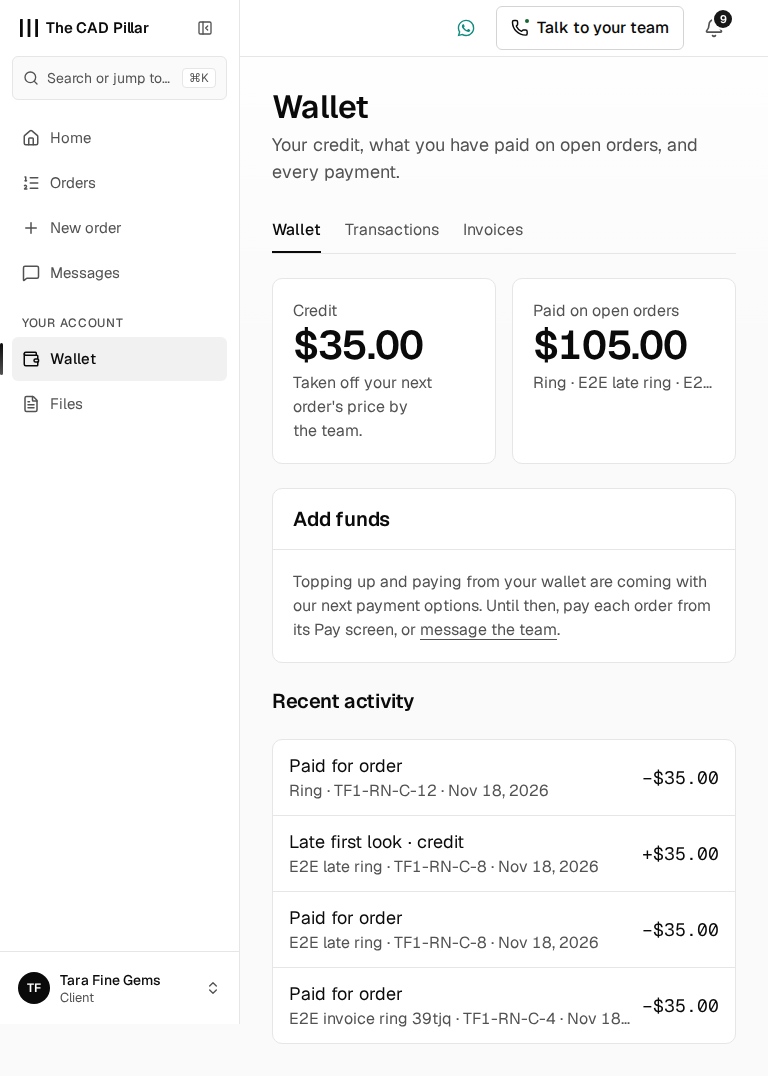 The CAD Pillar
Search or jump to... ⌘K
Home
Orders
New order
Messages
YOUR ACCOUNT
Wallet
Files
TF
Tara Fine Gems
Client
Talk to your team
9
Wallet
Your credit, what you have paid on open orders, and
every payment.
Wallet Transactions Invoices
Credit
$35.00
Taken off your next
order's price by
the team.
Paid on open orders
$105.00
Ring · E2E late ring · E2...
Add funds
Topping up and paying from your wallet are coming with
our next payment options. Until then, pay each order from
its Pay screen, or message the team.
Recent activity
Paid for order
Ring · TF1-RN-C-12 · Nov 18, 2026
−$35.00
Late first look · credit
E2E late ring · TF1-RN-C-8 · Nov 18, 2026
+$35.00
Paid for order
E2E late ring · TF1-RN-C-8 · Nov 18, 2026
−$35.00
Paid for order
E2E invoice ring 39tjq · TF1-RN-C-4 · Nov 18...
−$35.00